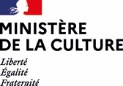 MINISTÈRE
DE LA CULTURE
Liberté
Égalité
Fraternité